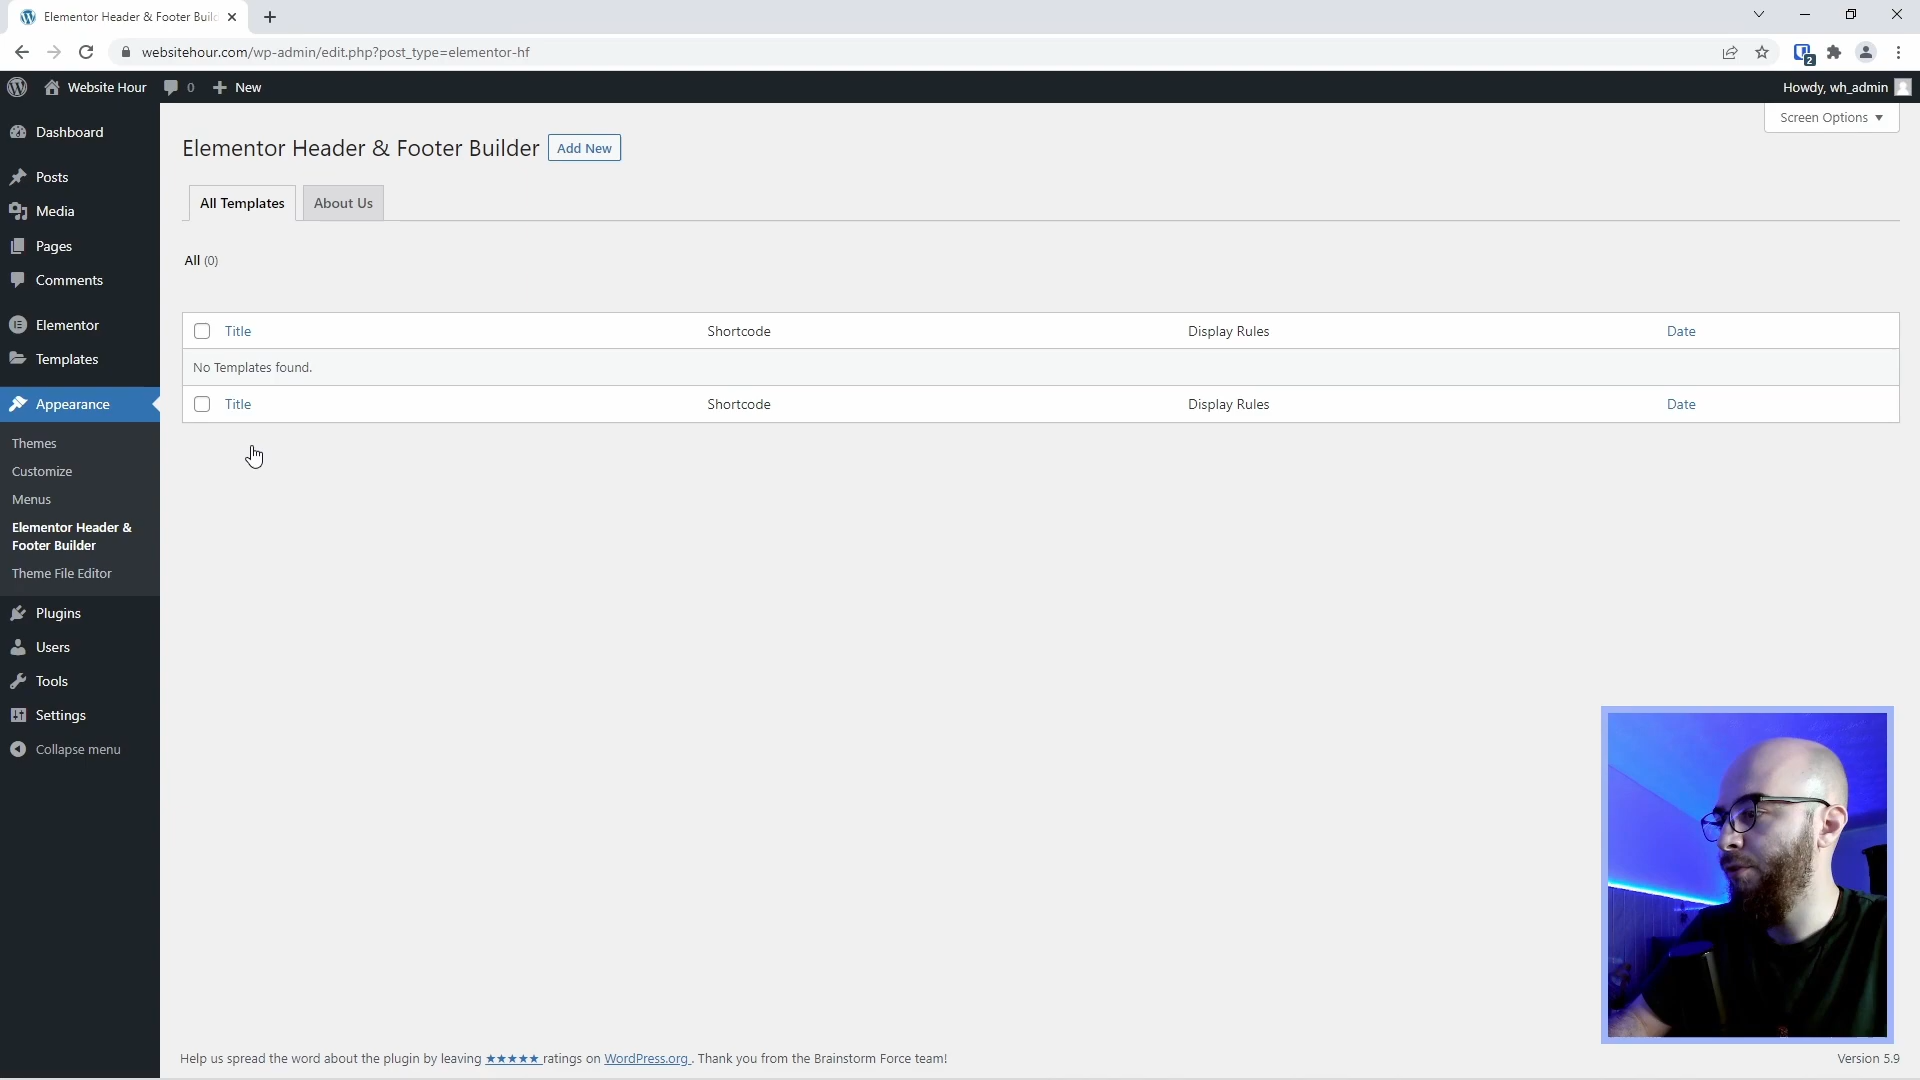 Elementor Header & Footer Buil
websitehour.com/wp-admin/edit.php?post_type=elementor-hf
2
Website Hour
0
New
Howdy, wh_admin
Screen Options
Dashboard
Posts
Media
Pages
Comments
Elementor
Templates
Appearance
Themes
Customize
Menus
Elementor Header &
Footer Builder
Theme File Editor
Plugins
Users
Tools
Settings
Collapse menu
Elementor Header & Footer Builder
Add New
All Templates
About Us
All (0)
Title Shortcode Display Rules Date
No Templates found.
Title Shortcode Display Rules Date
Help us spread the word about the plugin by leaving ★★★★★ ratings on WordPress.org . Thank you from the Brainstorm Force team!
Version 5.9